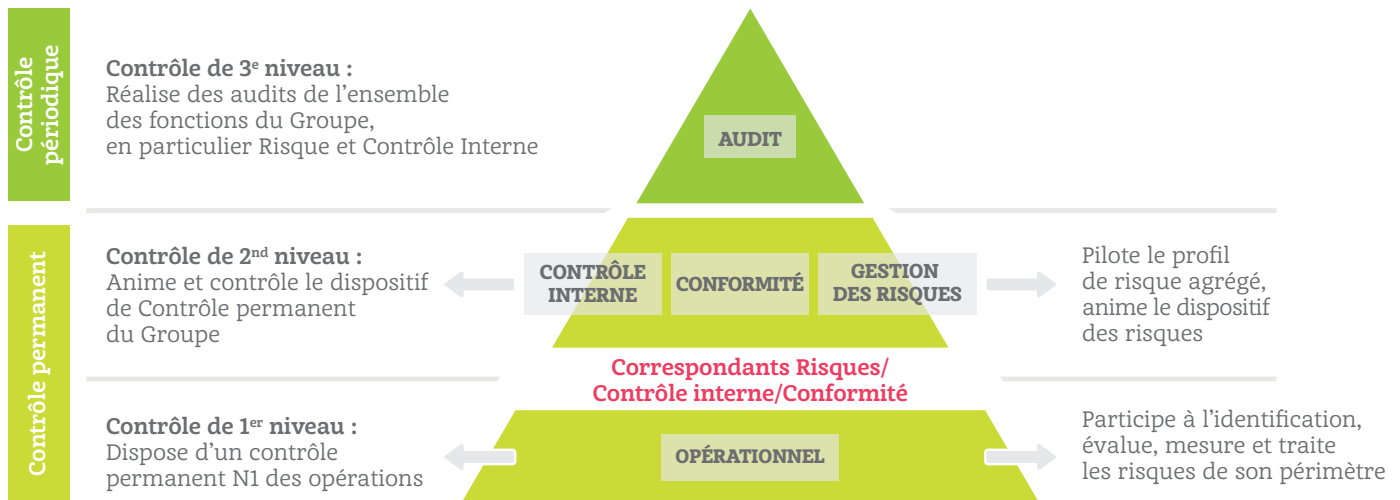 Contrôle
périodique
Contrôle de 3e niveau :
Réalise des audits de l’ensemble
des fonctions du Groupe,
en particulier Risque et Contrôle Interne
AUDIT
Contrôle permanent
Contrôle de 2nd niveau :
Anime et contrôle le dispositif
de Contrôle permanent
du Groupe
CONTRÔLE
INTERNE
CONFORMITÉ
GESTION
DES RISQUES
Pilote le profil
de risque agrégé,
anime le dispositif
des risques
Correspondants Risques/
Contrôle interne/Conformité
Contrôle de 1er niveau :
Dispose d’un contrôle
permanent N1 des opérations
OPÉRATIONNEL
Participe à l’identification,
évalue, mesure et traite
les risques de son périmètre